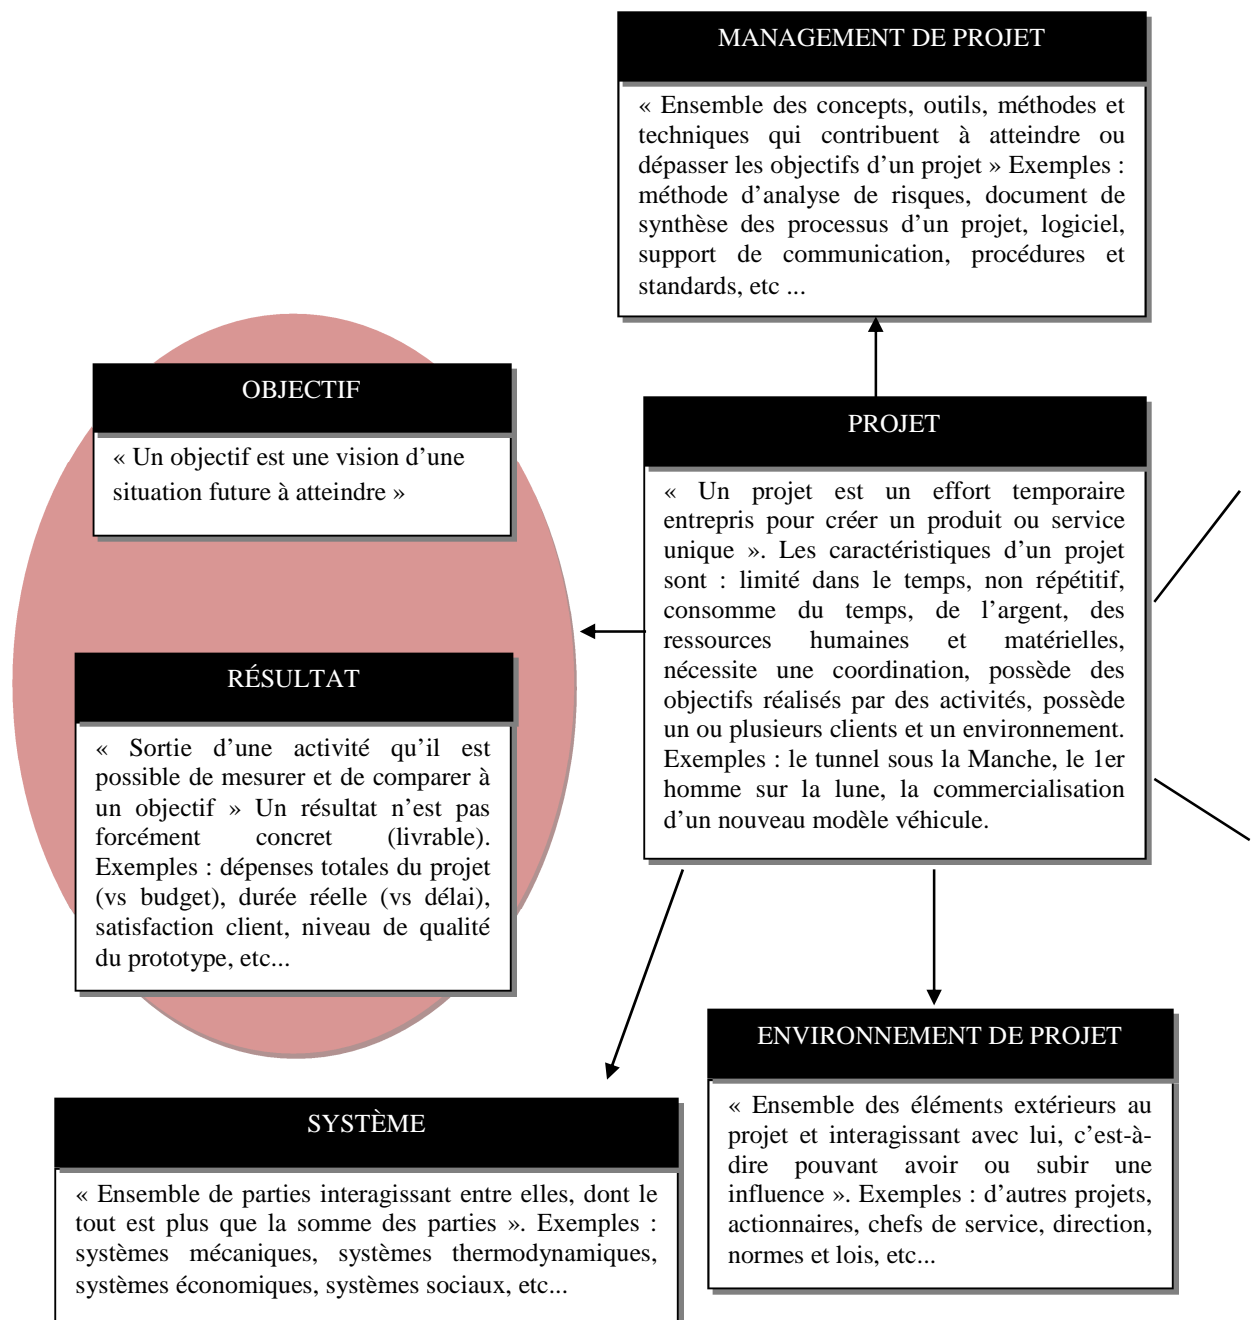 MANAGEMENT DE PROJET
« Ensemble des concepts, outils, méthodes et
techniques qui contribuent à atteindre ou
dépasser les objectifs d’un projet » Exemples :
méthode d’analyse de risques, document de
synthèse des processus d’un projet, logiciel,
support de communication, procédures et
standards, etc ...
OBJECTIF
« Un objectif est une vision d’une
situation future à atteindre »
PROJET
« Un projet est un effort temporaire
entrepris pour créer un produit ou service
unique ». Les caractéristiques d’un projet
sont : limité dans le temps, non répétitif,
consomme du temps, de l’argent, des
ressources humaines et matérielles,
nécessite une coordination, possède des
objectifs réalisés par des activités, possède
un ou plusieurs clients et un environnement.
Exemples : le tunnel sous la Manche, le 1er
homme sur la lune, la commercialisation
d’un nouveau modèle véhicule.
RÉSULTAT
« Sortie d’une activité qu’il est
possible de mesurer et de comparer à
un objectif » Un résultat n’est pas
forcément concret (livrable).
Exemples : dépenses totales du projet
(vs budget), durée réelle (vs délai),
satisfaction client, niveau de qualité
du prototype, etc...
ENVIRONNEMENT DE PROJET
« Ensemble des éléments extérieurs au
projet et interagissant avec lui, c’est-à-
dire pouvant avoir ou subir une
influence ». Exemples : d’autres projets,
actionnaires, chefs de service, direction,
normes et lois, etc...
SYSTÈME
« Ensemble de parties interagissant entre elles, dont le
tout est plus que la somme des parties ». Exemples :
systèmes mécaniques, systèmes thermodynamiques,
systèmes économiques, systèmes sociaux, etc...